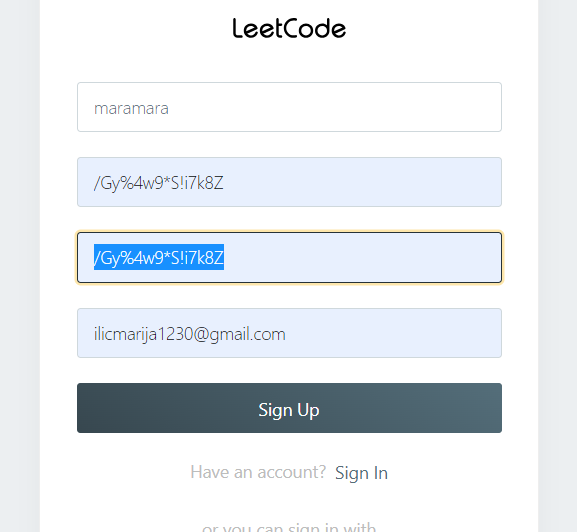 LeetCode
maramara
/Gy%4w9*S!i7k8Z
/Gy%4w9*S!i7k8Z
ilicmarija1230@gmail.com
Sign Up
Have an account? Sign In
or you can sign in with